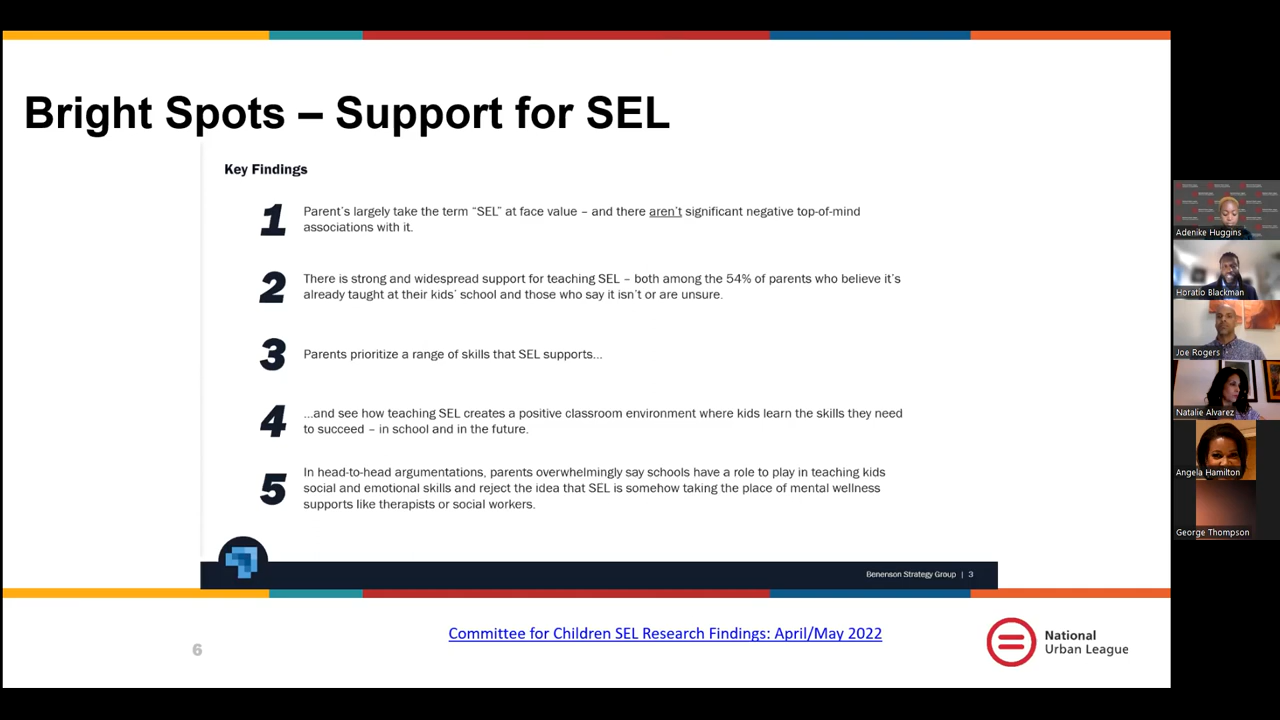 Bright Spots – Support for SEL
Key Findings
1
Parent's largely take the term “SEL” at face value – and there aren't significant negative top-of-mind
associations with it.
2
There is strong and widespread support for teaching SEL – both among the 54% of parents who believe it's
already taught at their kids' school and those who say it isn't or are unsure.
3
Parents prioritize a range of skills that SEL supports...
4
...and see how teaching SEL creates a positive classroom environment where kids learn the skills they need
to succeed – in school and in the future.
5
In head-to-head argumentations, parents overwhelmingly say schools have a role to play in teaching kids
social and emotional skills and reject the idea that SEL is somehow taking the place of mental wellness
supports like therapists or social workers.
Benenson Strategy Group | 3
Committee for Children SEL Research Findings: April/May 2022
6
National
Urban League
Adenike Huggins
Horatio Blackman
Joe Rogers
Natalie Alvarez
Angela Hamilton
George Thompson